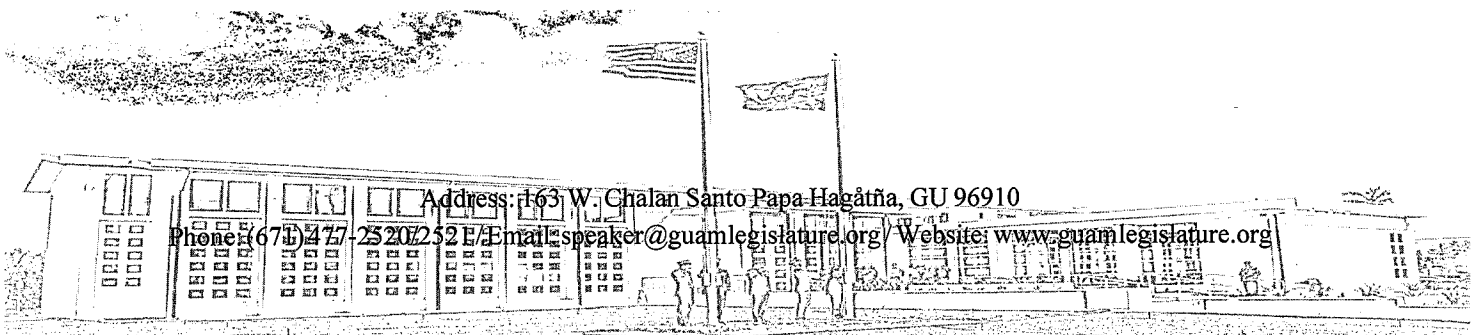 Address: 163 W. Chalan Santo Papa Hagåtña, GU 96910
Phone: (671) 477-2520/2521 / Email: speaker@guamlegislature.org / Website: www.guamlegislature.org